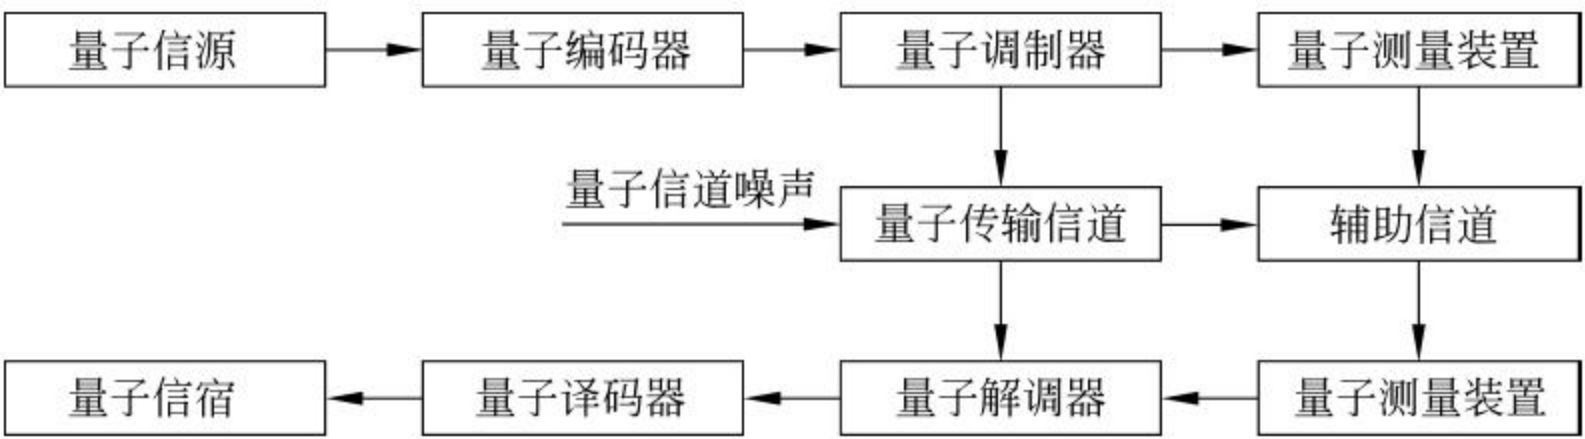 量子信源
量子编码器
量子调制器
量子测量装置
量子信道噪声
量子传输信道
辅助信道
量子信宿
量子译码器
量子解调器
量子测量装置